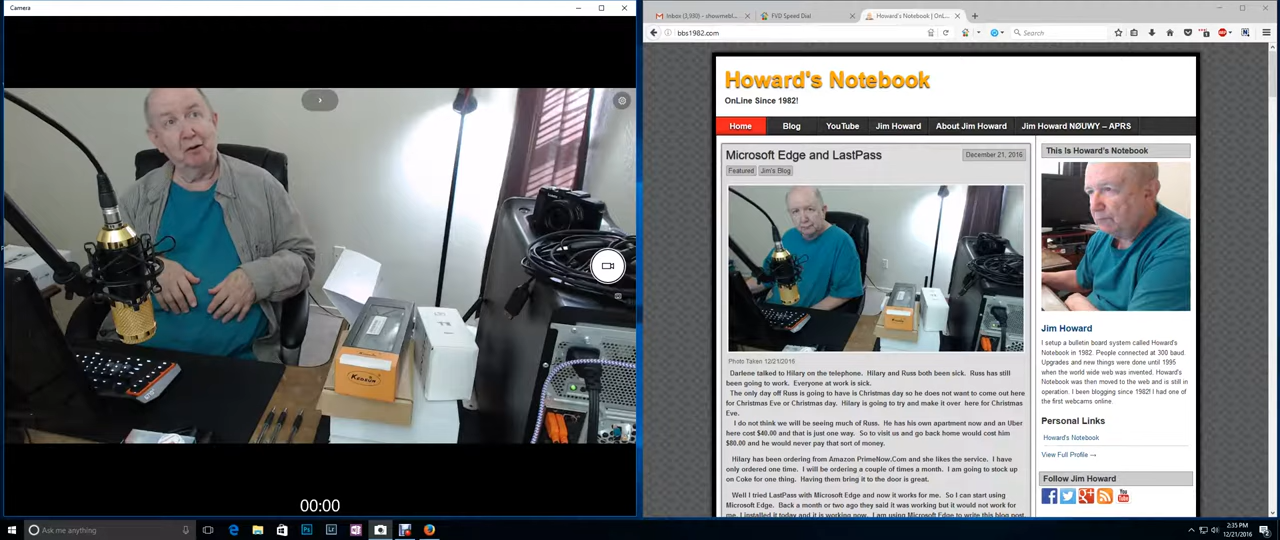 Camera
Inbox (3,930) - showmebl...
FVD Speed Dial
Howard's Notebook | OnL...
bbs1982.com
Search
Howard's Notebook
OnLine Since 1982!
Home
Blog
YouTube
Jim Howard
About Jim Howard
Jim Howard NØUWY – APRS
Microsoft Edge and LastPass
December 21, 2016
Featured
Jim's Blog
Photo Taken 12/21/2016
Darlene talked to Hilary on the telephone. Hilary and Russ both been sick. Russ has still
been going to work. Everyone at work is sick.
The only day off Russ is going to have is Christmas day so he does not want to come out here
for Christmas Eve or Christmas day. Hilary is going to try and make it over here for Christmas
Eve.
I do not think we will be seeing much of Russ. He has his own apartment now and an Uber
here cost $40.00 and that is just one way. So to visit us and go back home would cost him
$80.00 and he would never pay that sort of money.
Hilary has been ordering from Amazon PrimeNow.Com and she likes the service. I have
only ordered one time. I will be ordering a couple of times a month. I am going to stock up
on Coke for one thing. Having them bring it to the door is great.
Well I tried LastPass with Microsoft Edge and now it works for me. So I can start using
Microsoft Edge. Back a month or two ago they said it was working but it would not work for
me. I installed it today and it is working now. I am using Microsoft Edge to write this blog post
This Is Howard's Notebook
Jim Howard
I setup a bulletin board system called Howard's
Notebook in 1982. People connected at 300 baud.
Upgrades and new things were done until 1995
when the world wide web was invented. Howard's
Notebook was then moved to the web and is still in
operation. I been blogging since 1982! I had one of
the first webcams online.
Personal Links
Howard's Notebook
View Full Profile →
Follow Jim Howard
You
Tube
KEDSUM
00:00
Ask me anything
2:35 PM
12/21/2016